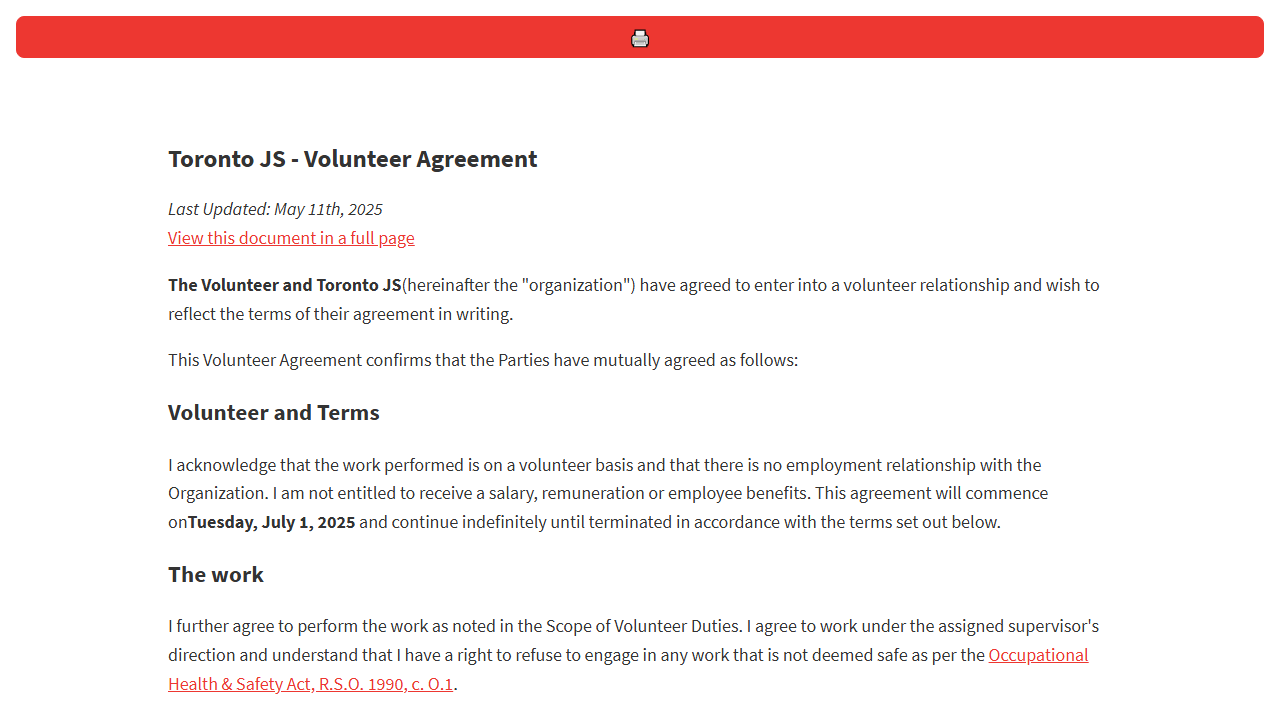 Toronto JS - Volunteer Agreement
Last Updated: May 11th, 2025
View this document in a full page
The Volunteer and Toronto JS(hereinafter the "organization") have agreed to enter into a volunteer relationship and wish to
reflect the terms of their agreement in writing.
This Volunteer Agreement confirms that the Parties have mutually agreed as follows:
Volunteer and Terms
I acknowledge that the work performed is on a volunteer basis and that there is no employment relationship with the
Organization. I am not entitled to receive a salary, remuneration or employee benefits. This agreement will commence
onTuesday, July 1, 2025 and continue indefinitely until terminated in accordance with the terms set out below.
The work
I further agree to perform the work as noted in the Scope of Volunteer Duties. I agree to work under the assigned supervisor's
direction and understand that I have a right to refuse to engage in any work that is not deemed safe as per the Occupational
Health & Safety Act, R.S.O. 1990, c. O.1.